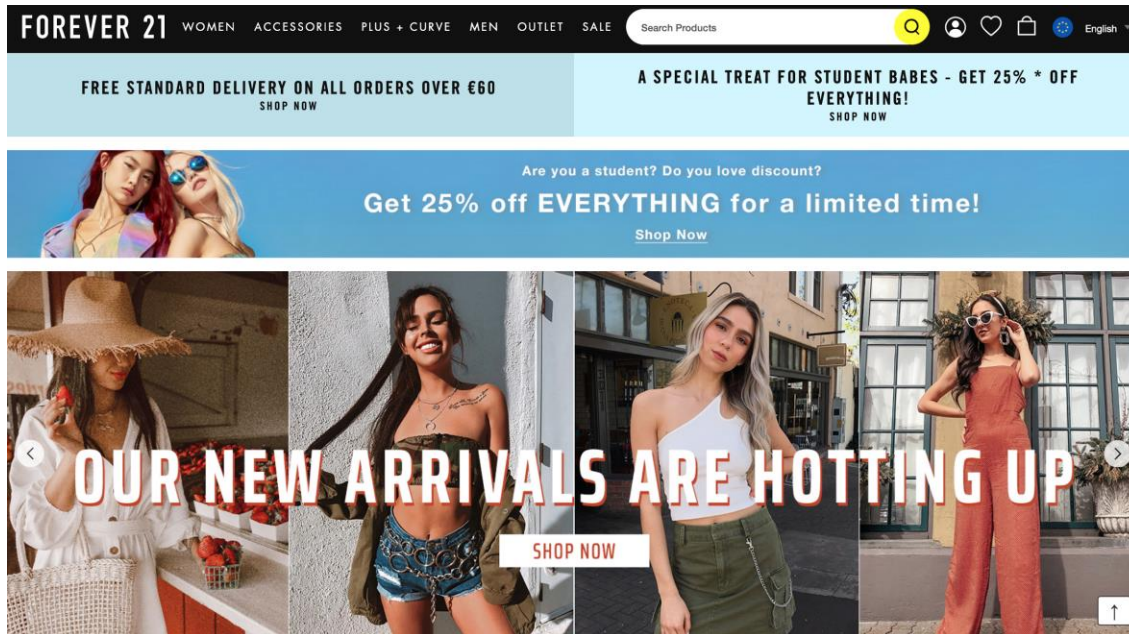 FOREVER 21 WOMEN ACCESSORIES PLUS + CURVE MEN OUTLET SALE Search Products English
FREE STANDARD DELIVERY ON ALL ORDERS OVER €60
SHOP NOW
A SPECIAL TREAT FOR STUDENT BABES - GET 25% * OFF
EVERYTHING!
SHOP NOW
Are you a student? Do you love discount?
Get 25% off EVERYTHING for a limited time!
Shop Now
OUR NEW ARRIVALS ARE HOTTING UP
SHOP NOW